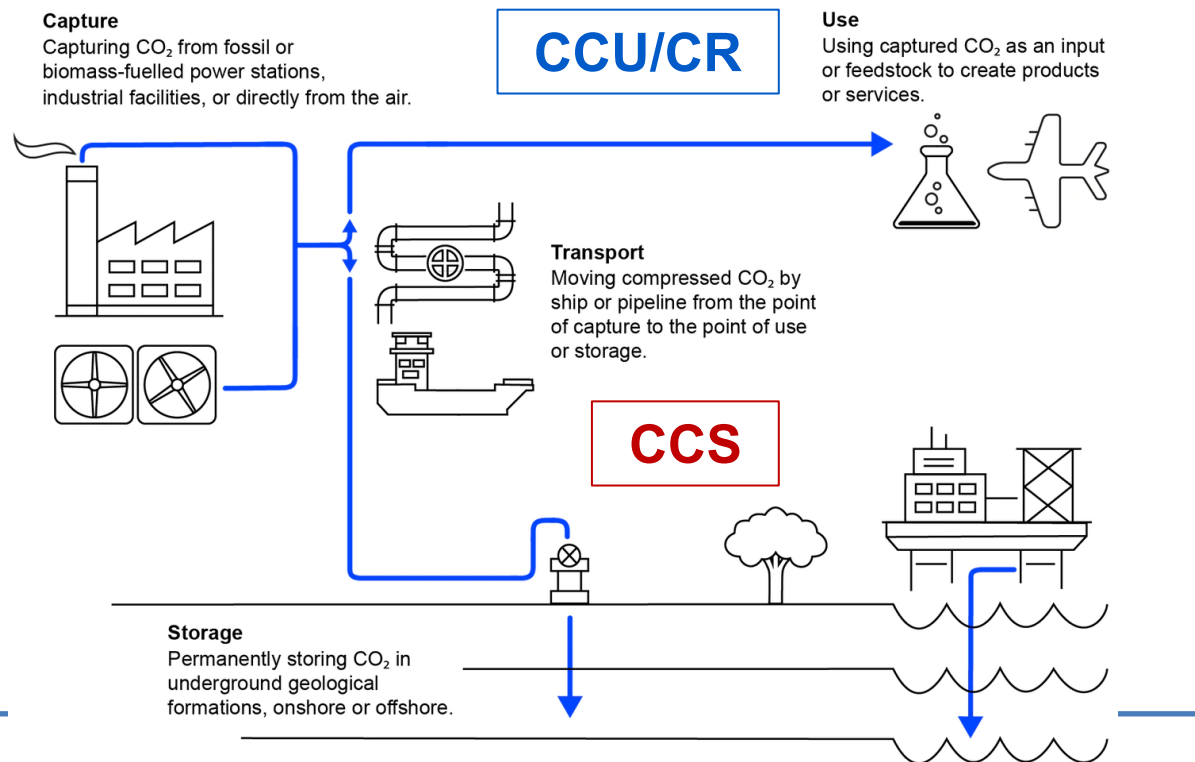 Capture
Capturing CO₂ from fossil or
biomass-fuelled power stations,
industrial facilities, or directly from the air.
CCU/CR
Use
Using captured CO₂ as an input
or feedstock to create products
or services.
Transport
Moving compressed CO₂ by
ship or pipeline from the point
of capture to the point of use
or storage.
CCS
Storage
Permanently storing CO₂ in
underground geological
formations, onshore or offshore.